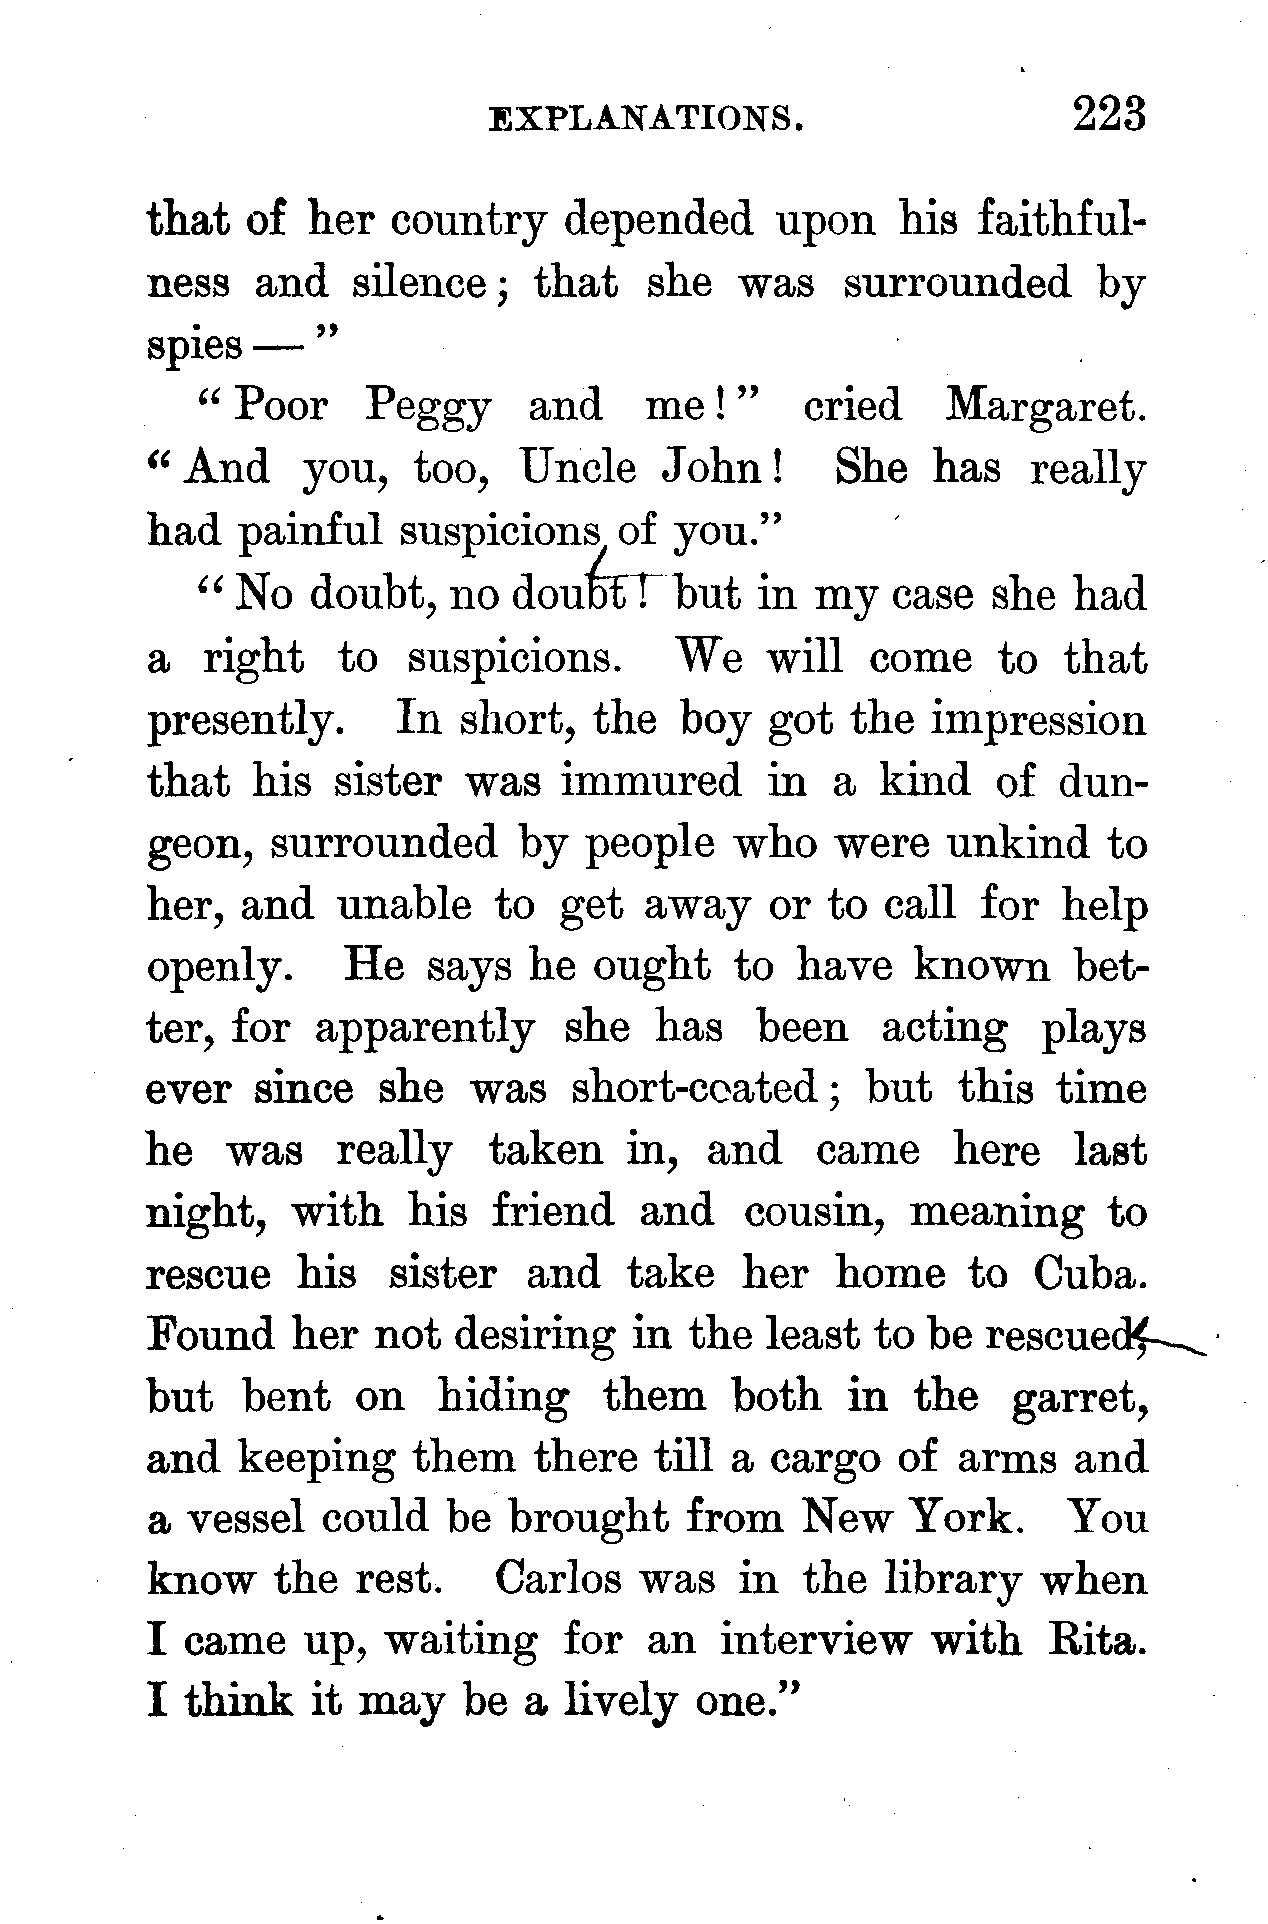 EXPLANATIONS. 223
that of her country depended upon his faithful-
ness and silence; that she was surrounded by
spies — "
"Poor Peggy and me!" cried Margaret.
"And you, too, Uncle John! She has really
had painful suspicions of you."
"No doubt, no doubt! but in my case she had
a right to suspicions. We will come to that
presently. In short, the boy got the impression
that his sister was immured in a kind of dun-
geon, surrounded by people who were unkind to
her, and unable to get away or to call for help
openly. He says he ought to have known bet-
ter, for apparently she has been acting plays
ever since she was short-coated; but this time
he was really taken in, and came here last
night, with his friend and cousin, meaning to
rescue his sister and take her home to Cuba.
Found her not desiring in the least to be rescued,
but bent on hiding them both in the garret,
and keeping them there till a cargo of arms and
a vessel could be brought from New York. You
know the rest. Carlos was in the library when
I came up, waiting for an interview with Rita.
I think it may be a lively one."